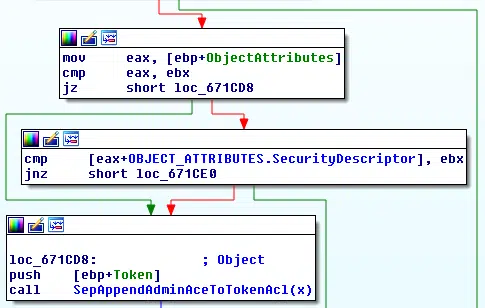 mov eax, [ebp+ObjectAttributes]
cmp eax, ebx
jz short loc_671CD8
cmp [eax+OBJECT_ATTRIBUTES.SecurityDescriptor], ebx
jnz short loc_671CE0
loc_671CD8: ; Object
push [ebp+Token]
call SepAppendAdminAceToTokenAcl(x)